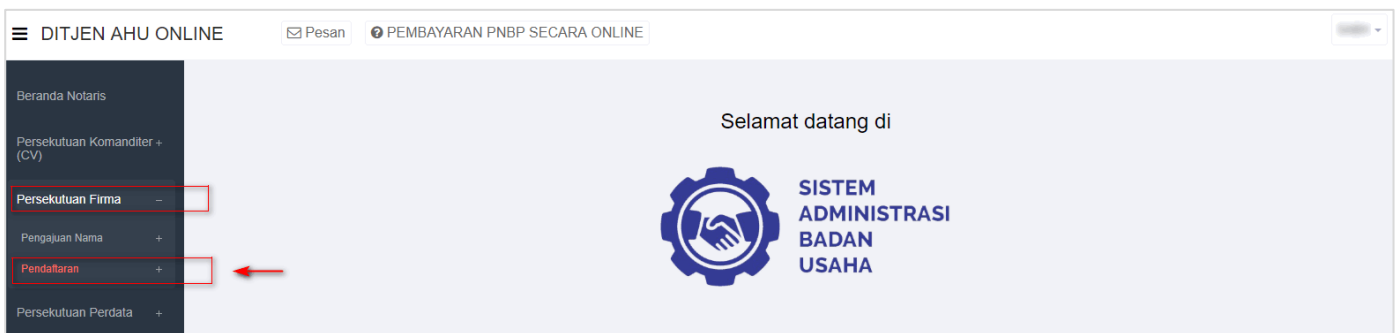 DITJEN AHU ONLINE
Pesan
PEMBAYARAN PNBP SECARA ONLINE
Beranda Notaris
Persekutuan Komanditer +
(CV)
Persekutuan Firma –
Pengajuan Nama +
Pendaftaran +
Persekutuan Perdata +
Selamat datang di
SISTEM
ADMINISTRASI
BADAN
USAHA